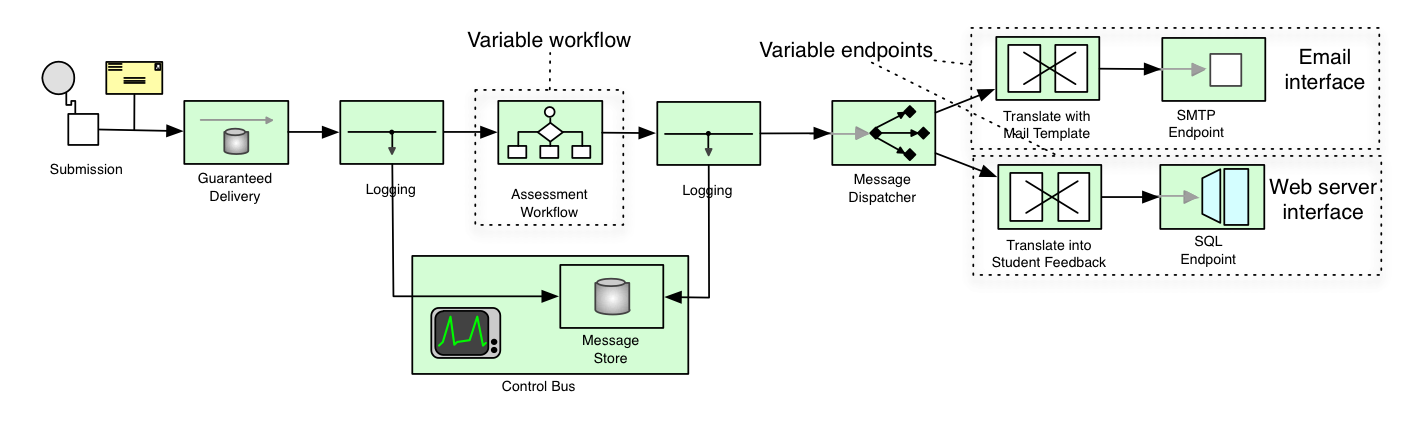 Variable workflow
Variable endpoints
Email
interface
Submission
Guaranteed
Delivery
Logging
Assessment
Workflow
Logging
Message
Dispatcher
Translate with
Mail Template
SMTP
Endpoint
Web server
interface
Translate into
Student Feedback
SQL
Endpoint
Message
Store
Control Bus